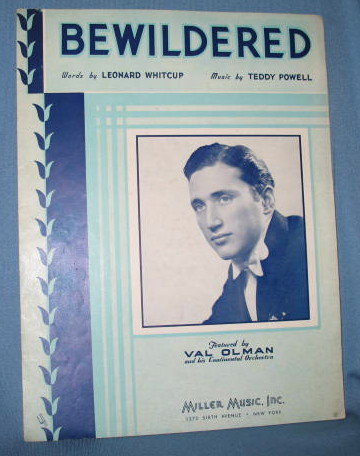 BEWILDERED
Words by LEONARD WHITCUP Music by TEDDY POWELL
Featured by
VAL OLMAN
and his Continental Orchestra
MILLER MUSIC, INC.
1270 SIXTH AVENUE • NEW YORK